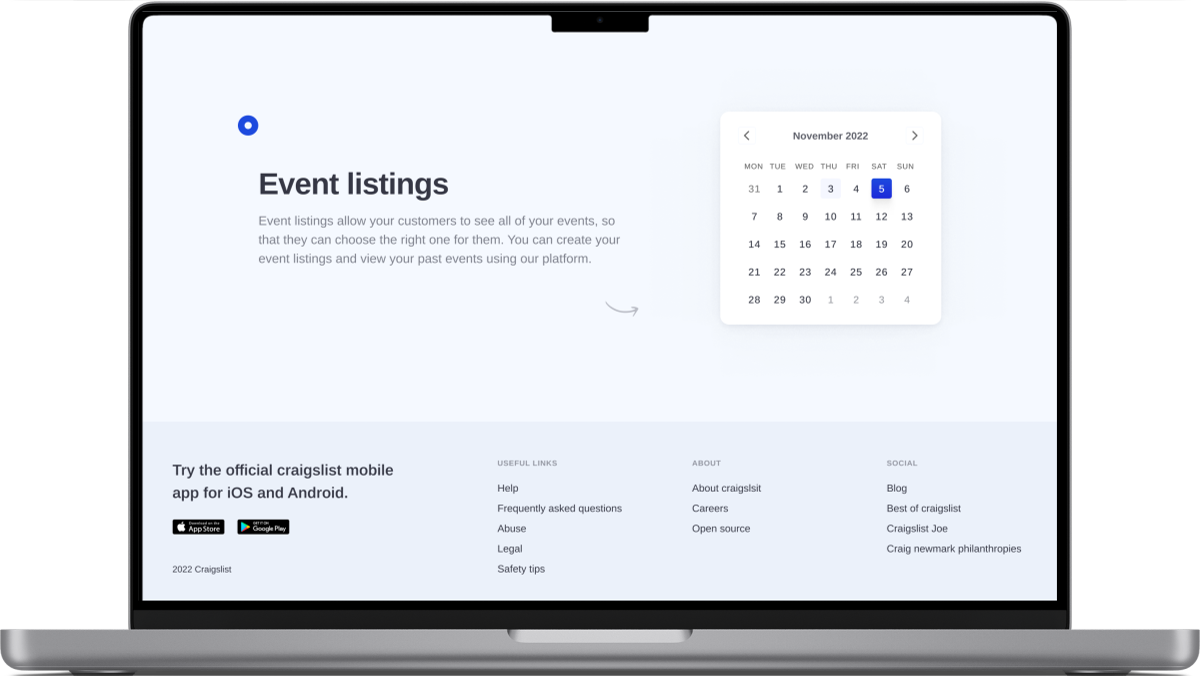 Event listings
Event listings allow your customers to see all of your events, so
that they can choose the right one for them. You can create your
event listings and view your past events using our platform.
November 2022
MON TUE WED THU FRI SAT SUN
31 1 2 3 4 5 6
7 8 9 10 11 12 13
14 15 16 17 18 19 20
21 22 23 24 25 26 27
28 29 30 1 2 3 4
Try the official craigslist mobile
app for iOS and Android.
Download on the
App Store
GET IT ON
Google Play
2022 Craigslist
USEFUL LINKS
Help
Frequently asked questions
Abuse
Legal
Safety tips
ABOUT
About craigslsit
Careers
Open source
SOCIAL
Blog
Best of craigslist
Craigslist Joe
Craig newmark philanthropies